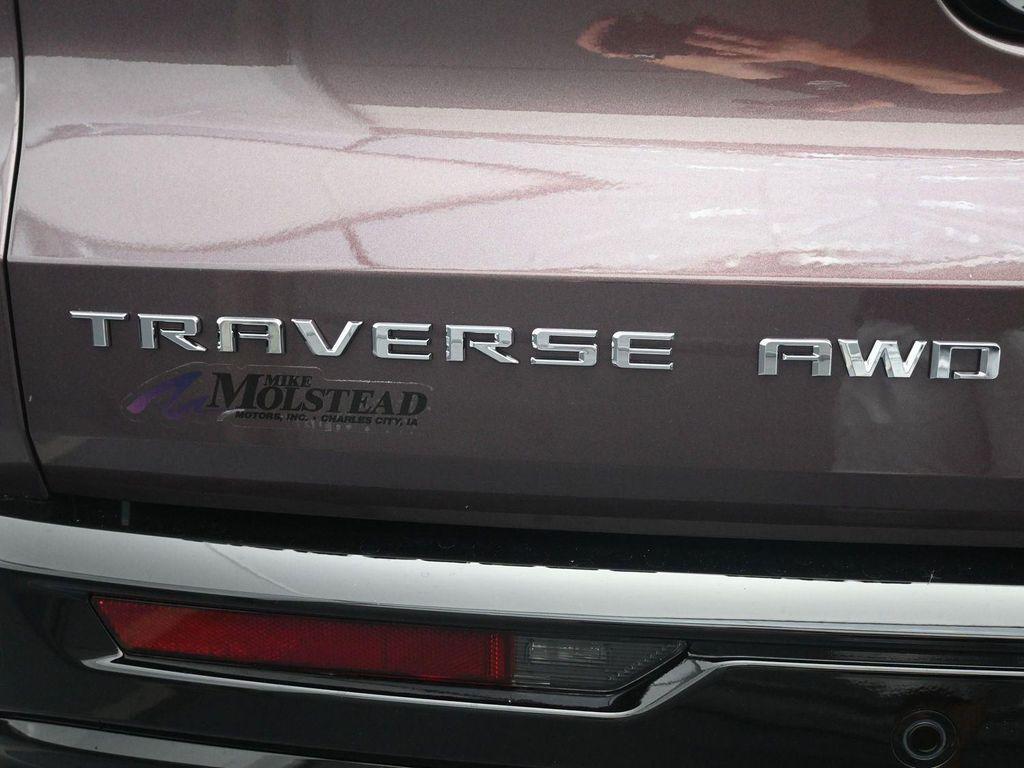 TRAVERSE AWD
MIKE
MOLSTEAD
MOTORS, INC. • CHARLES CITY, IA